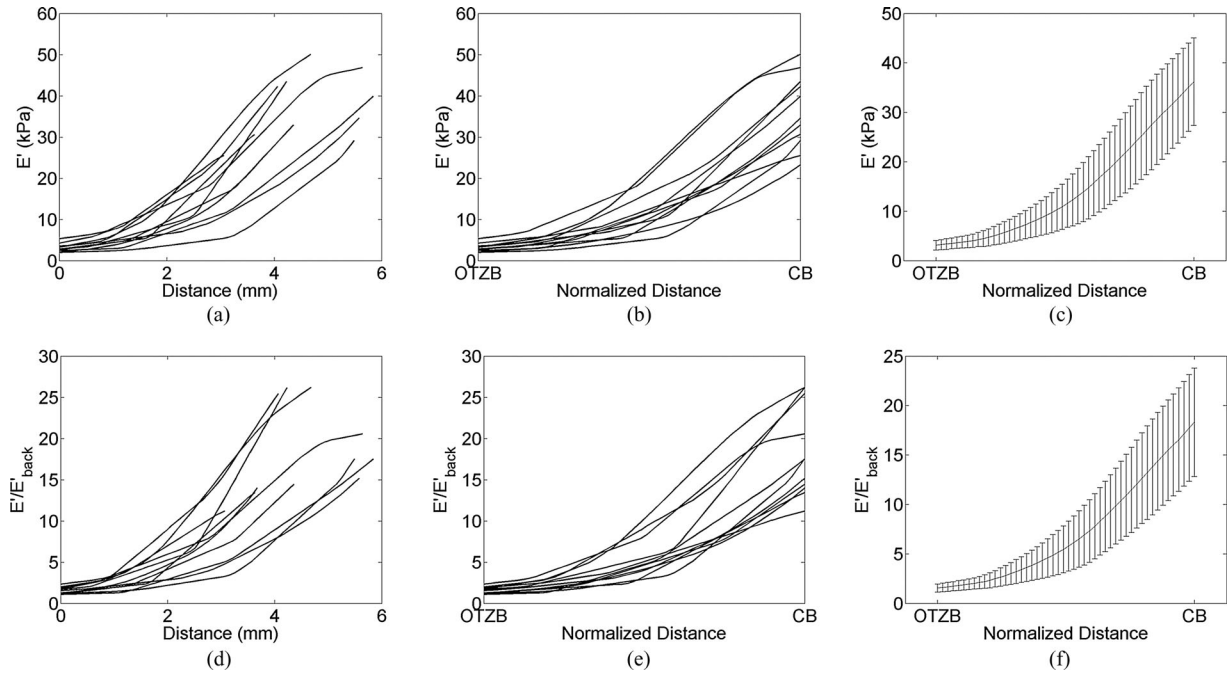 60
50
40
30
20
10
0
E' (kPa)
0 2 4 6
Distance (mm)
(a)
60
50
40
30
20
10
0
E' (kPa)
OTZB CB
Normalized Distance
(b)
50
40
30
20
10
0
E' (kPa)
OTZB CB
Normalized Distance
(c)
30
25
20
15
10
5
0
E'/E'back
0 2 4 6
Distance (mm)
(d)
30
25
20
15
10
5
0
E'/E'back
OTZB CB
Normalized Distance
(e)
25
20
15
10
5
0
E'/E'back
OTZB CB
Normalized Distance
(f)